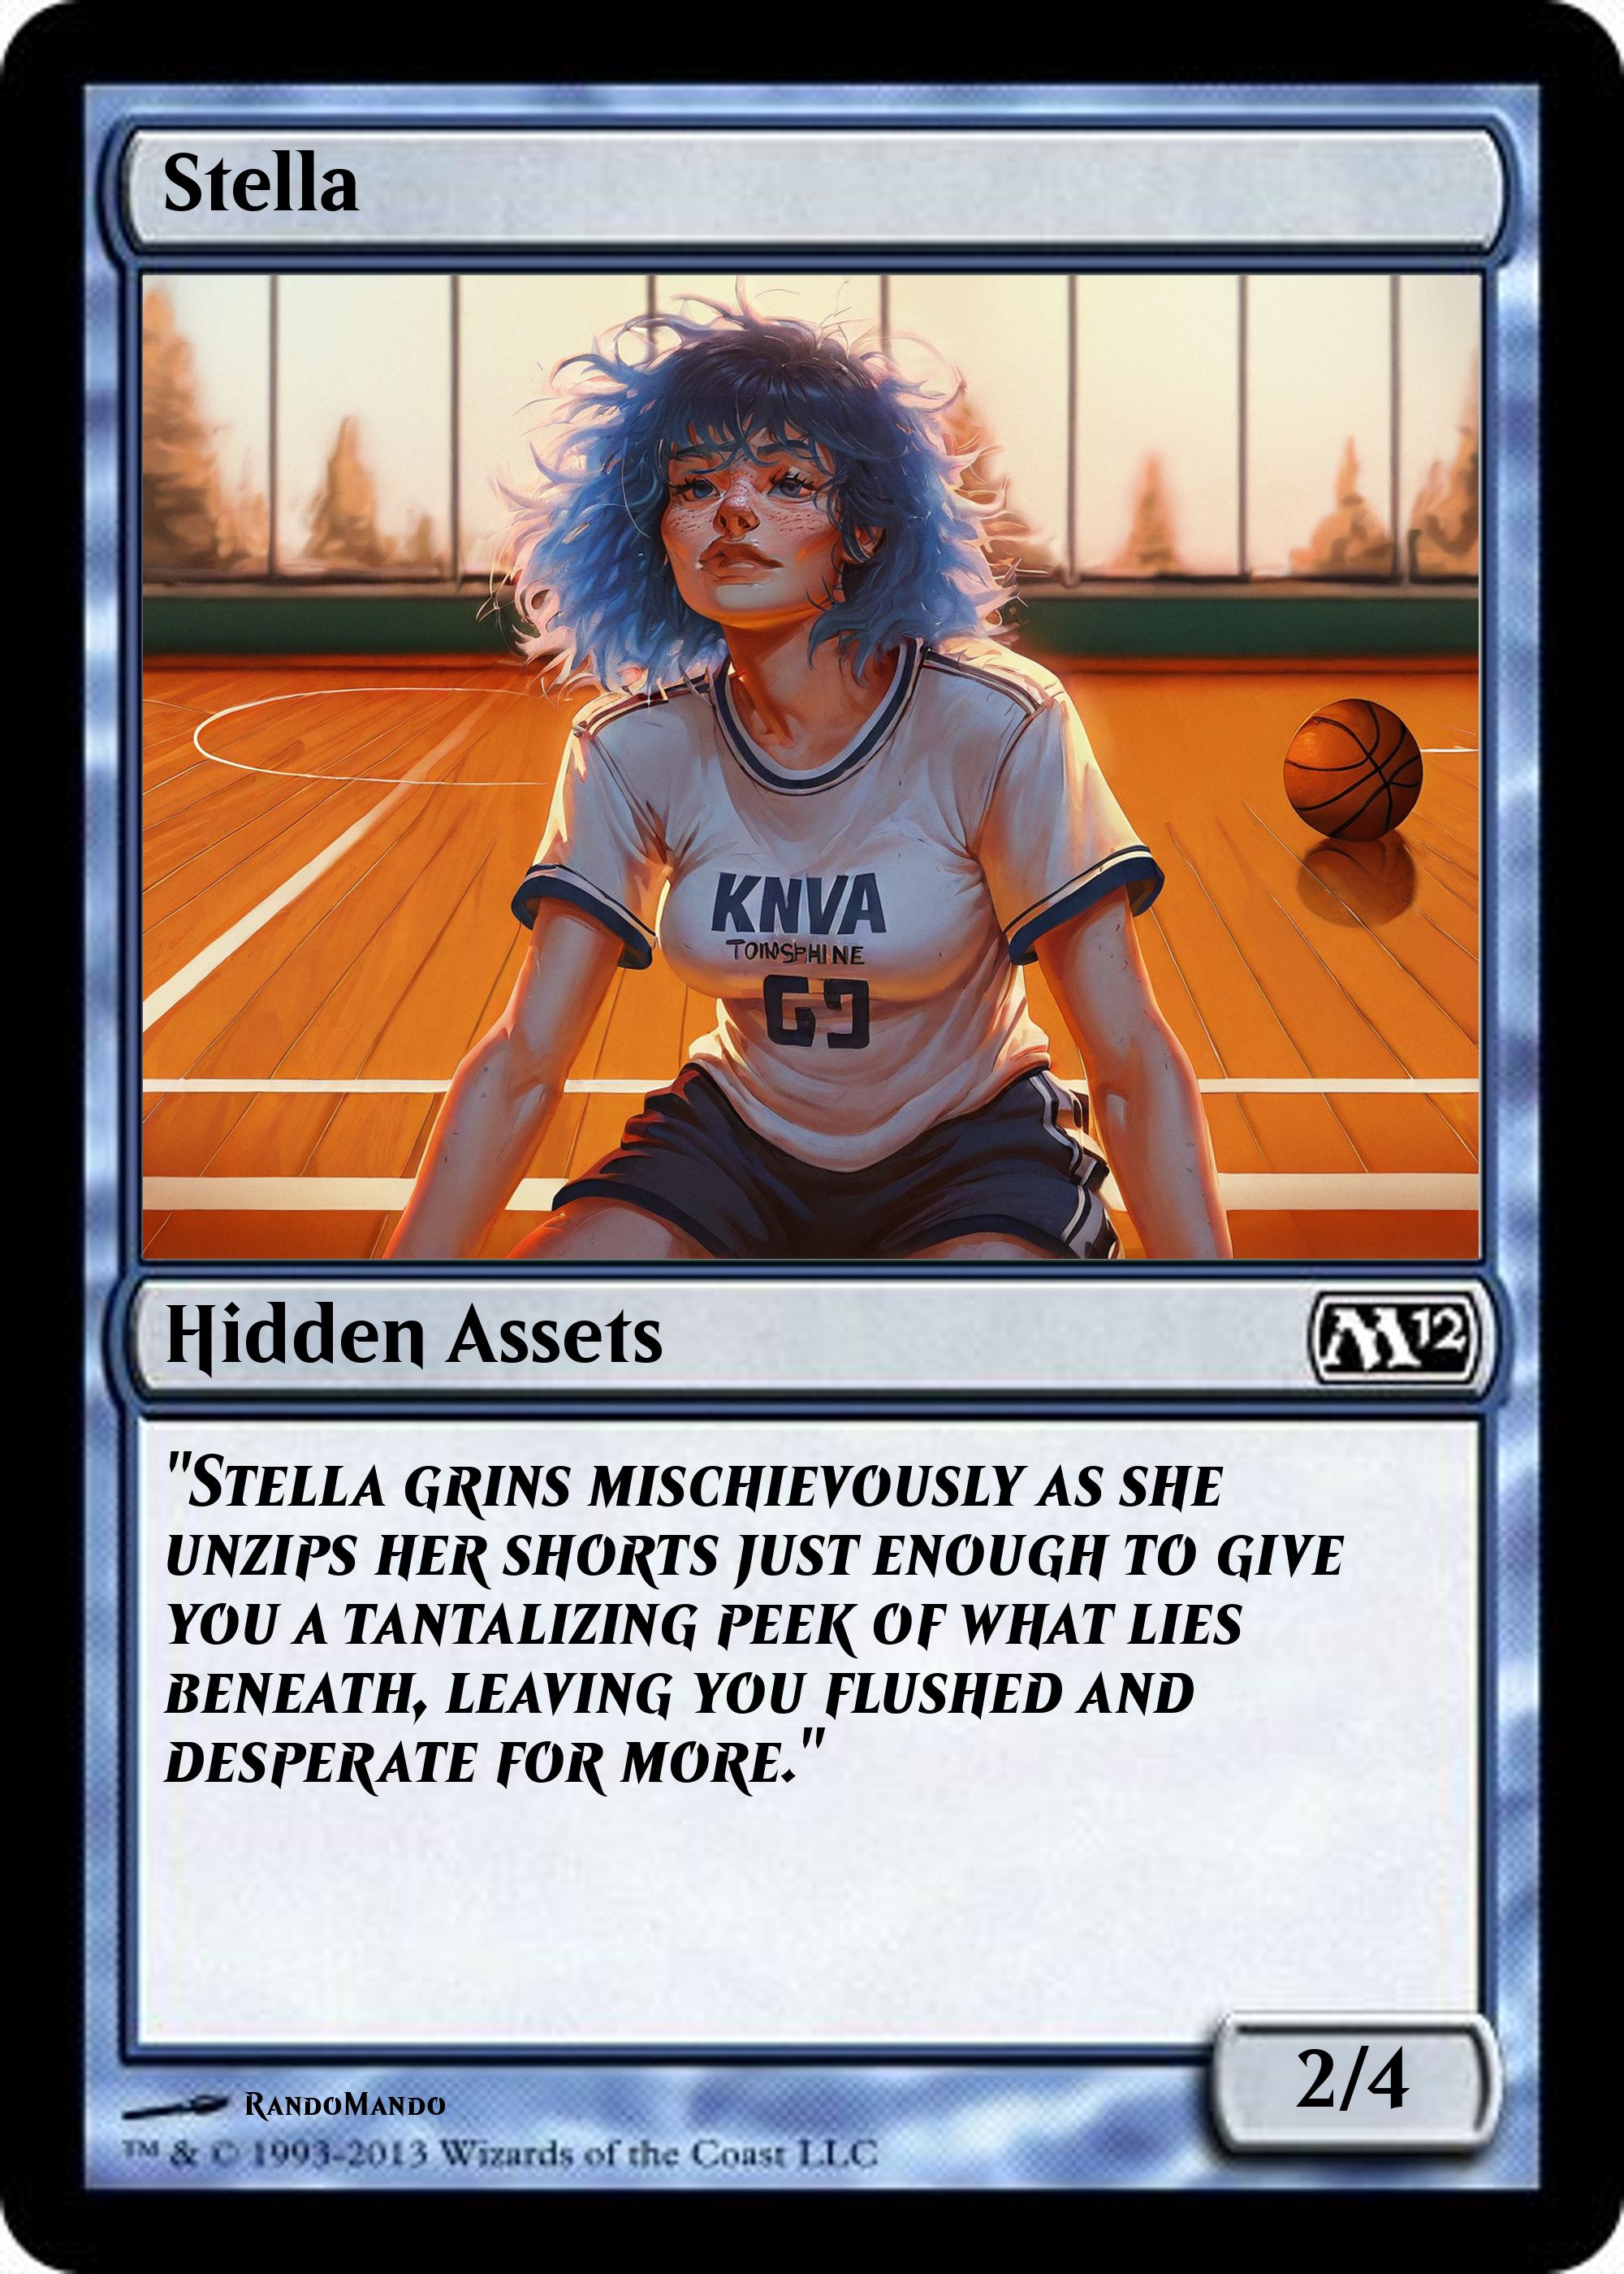 Stella
KNVA
TOINSPHINE
Hidden Assets
M12
"Stella grins mischievously as she
unzips her shorts just enough to give
you a tantalizing peek of what lies
beneath, leaving you flushed and
desperate for more."
2/4
RandoMando
™ & © 1993-2013 Wizards of the Coast LLC